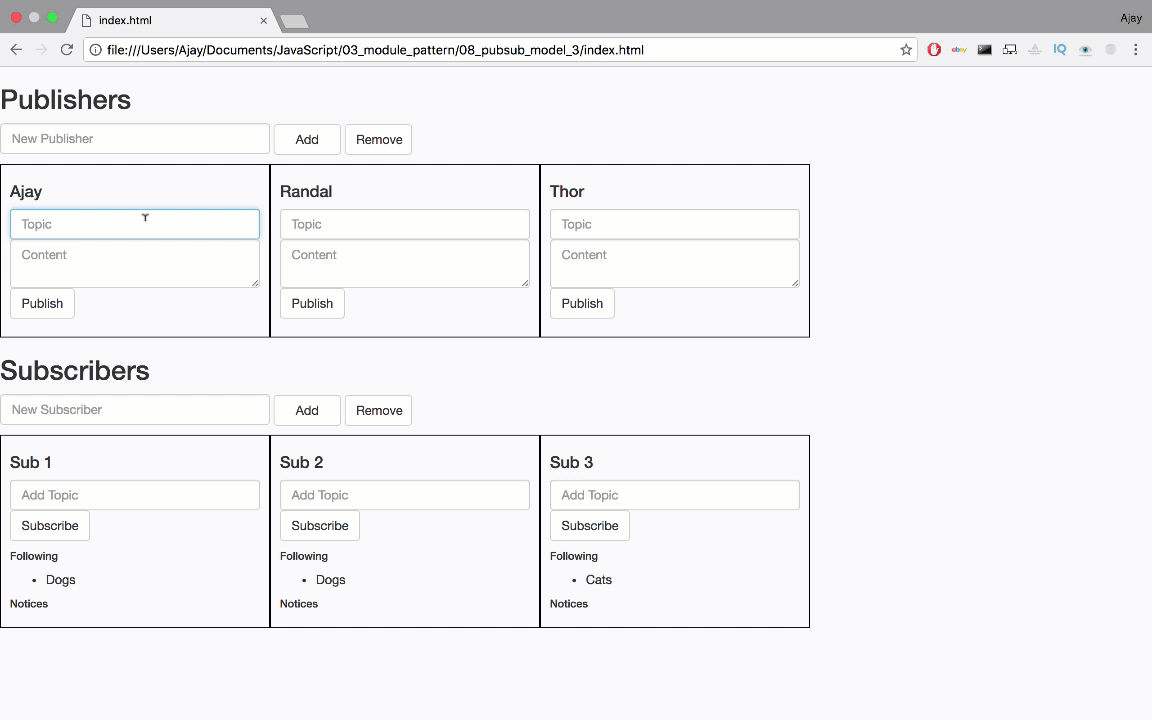 index.html
Ajay
file:///Users/Ajay/Documents/JavaScript/03_module_pattern/08_pubsub_model_3/index.html
ebay
IQ
Publishers
New Publisher Add Remove
Ajay Randal Thor
Topic Topic Topic
Content Content Content
Publish Publish Publish
Subscribers
New Subscriber Add Remove
Sub 1 Sub 2 Sub 3
Add Topic Add Topic Add Topic
Subscribe Subscribe Subscribe
Following Following Following
• Dogs • Dogs • Cats
Notices Notices Notices